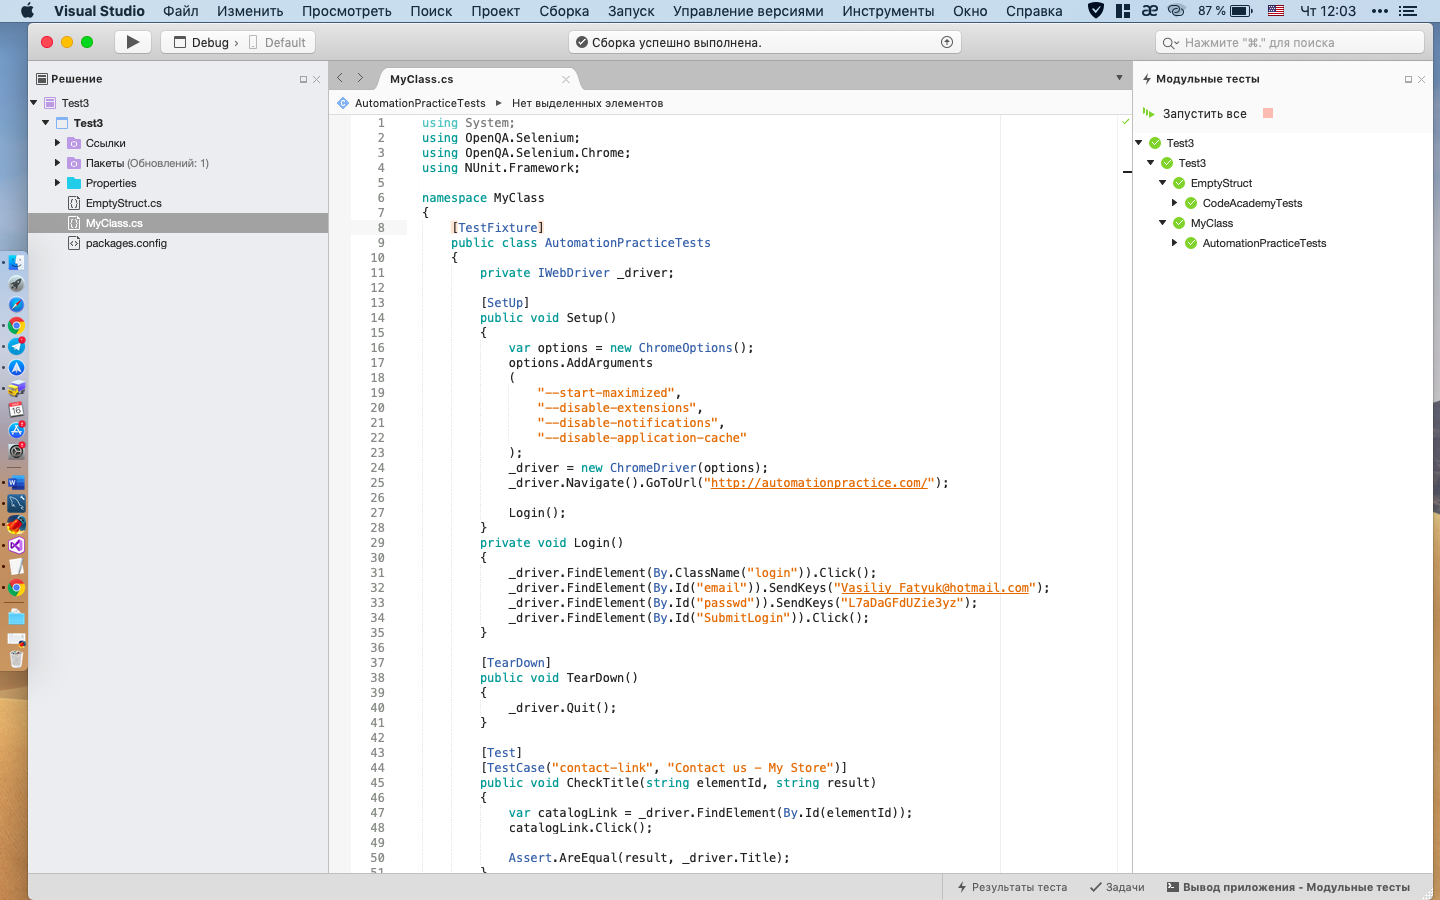 Visual Studio Файл Изменить Просмотреть Поиск Проект Сборка Запуск Управление версиями Инструменты Окно Справка 87 % Чт 12:03
Debug › Default
Сборка успешно выполнена.
Нажмите "⌘." для поиска
Решение
Test3
Test3
Ссылки
Пакеты (Обновлений: 1)
Properties
EmptyStruct.cs
MyClass.cs
packages.config
16
MyClass.cs
AutomationPracticeTests ▸ Нет выделенных элементов
1 using System;
2 using OpenQA.Selenium;
3 using OpenQA.Selenium.Chrome;
4 using NUnit.Framework;
5
6 namespace MyClass
7 {
8 [TestFixture]
9 public class AutomationPracticeTests
10 {
11 private IWebDriver _driver;
12
13 [SetUp]
14 public void Setup()
15 {
16 var options = new ChromeOptions();
17 options.AddArguments
18 (
19 "--start-maximized",
20 "--disable-extensions",
21 "--disable-notifications",
22 "--disable-application-cache"
23 );
24 _driver = new ChromeDriver(options);
25 _driver.Navigate().GoToUrl("http://automationpractice.com/");
26
27 Login();
28 }
29 private void Login()
30 {
31 _driver.FindElement(By.ClassName("login")).Click();
32 _driver.FindElement(By.Id("email")).SendKeys("Vasiliy_Fatyuk@hotmail.com");
33 _driver.FindElement(By.Id("passwd")).SendKeys("L7aDaGFdUZie3yz");
34 _driver.FindElement(By.Id("SubmitLogin")).Click();
35 }
36
37 [TearDown]
38 public void TearDown()
39 {
40 _driver.Quit();
41 }
42
43 [Test]
44 [TestCase("contact-link", "Contact us - My Store")]
45 public void CheckTitle(string elementId, string result)
46 {
47 var catalogLink = _driver.FindElement(By.Id(elementId));
48 catalogLink.Click();
49
50 Assert.AreEqual(result, _driver.Title);
51 }
Модульные тесты
Запустить все
Test3
Test3
EmptyStruct
CodeAcademyTests
MyClass
AutomationPracticeTests
Результаты теста Задачи Вывод приложения - Модульные тесты